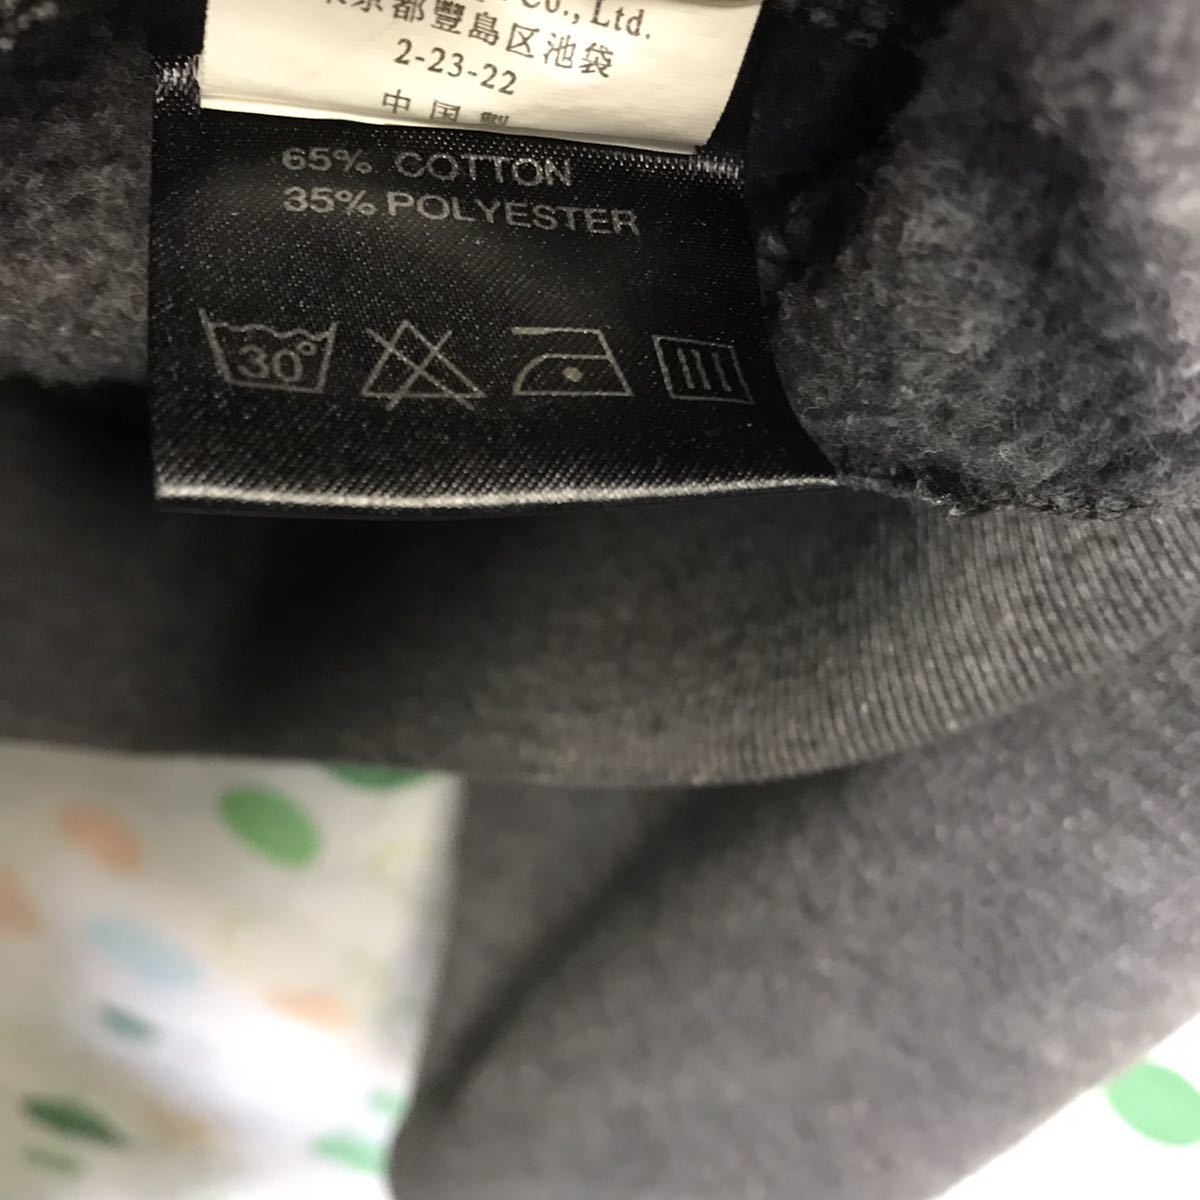 Co., Ltd.
東京都豐島区池袋
2-23-22
中国製
65% COTTON
35% POLYESTER
30°